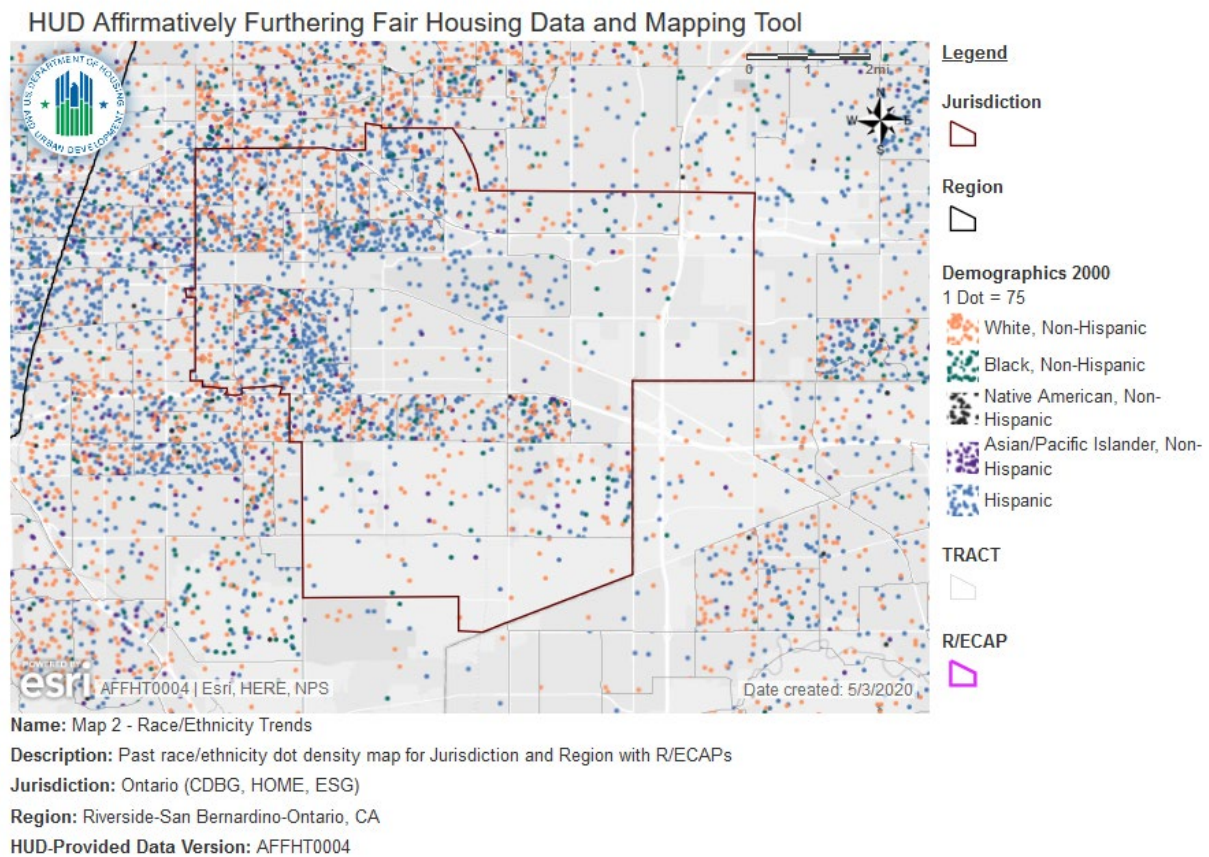 HUD Affirmatively Furthering Fair Housing Data and Mapping Tool
U.S. DEPARTMENT OF HOUSING AND URBAN DEVELOPMENT
0 1 2mi
N
W E
S
POWERED BY
esri
AFFHT0004 | Esri, HERE, NPS
Date created: 5/3/2020
Legend
Jurisdiction
Region
Demographics 2000
1 Dot = 75
White, Non-Hispanic
Black, Non-Hispanic
Native American, Non-
Hispanic
Asian/Pacific Islander, Non-
Hispanic
Hispanic
TRACT
R/ECAP
Name: Map 2 - Race/Ethnicity Trends
Description: Past race/ethnicity dot density map for Jurisdiction and Region with R/ECAPs
Jurisdiction: Ontario (CDBG, HOME, ESG)
Region: Riverside-San Bernardino-Ontario, CA
HUD-Provided Data Version: AFFHT0004